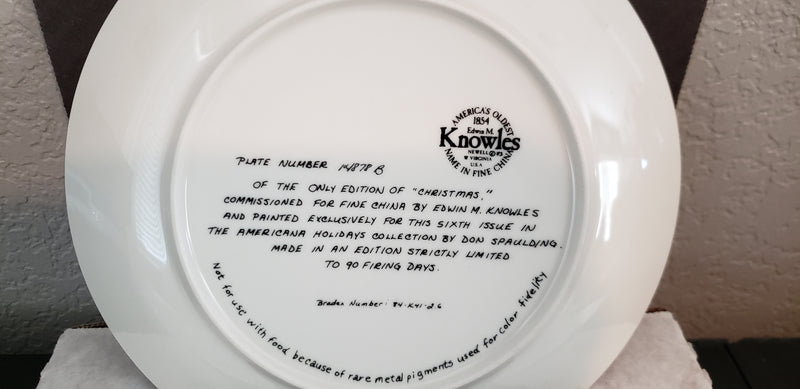 AMERICA'S OLDEST
1854
Edwin M.
Knowles
NEWELL ©
W VIRGINIA
U.S.A
NAME IN FINE CHINA
PLATE NUMBER 14878 B
OF THE ONLY EDITION OF "CHRISTMAS,"
COMMISSIONED FOR FINE CHINA BY EDWIN M. KNOWLES
AND PAINTED EXCLUSIVELY FOR THIS SIXTH ISSUE IN
THE AMERICANA HOLIDAYS COLLECTION BY DON SPAULDING.
MADE IN AN EDITION STRICTLY LIMITED
TO 90 FIRING DAYS.
Bradex Number: 84-K41-2.6
Not for use with food because of rare metal pigments used for color fidelity